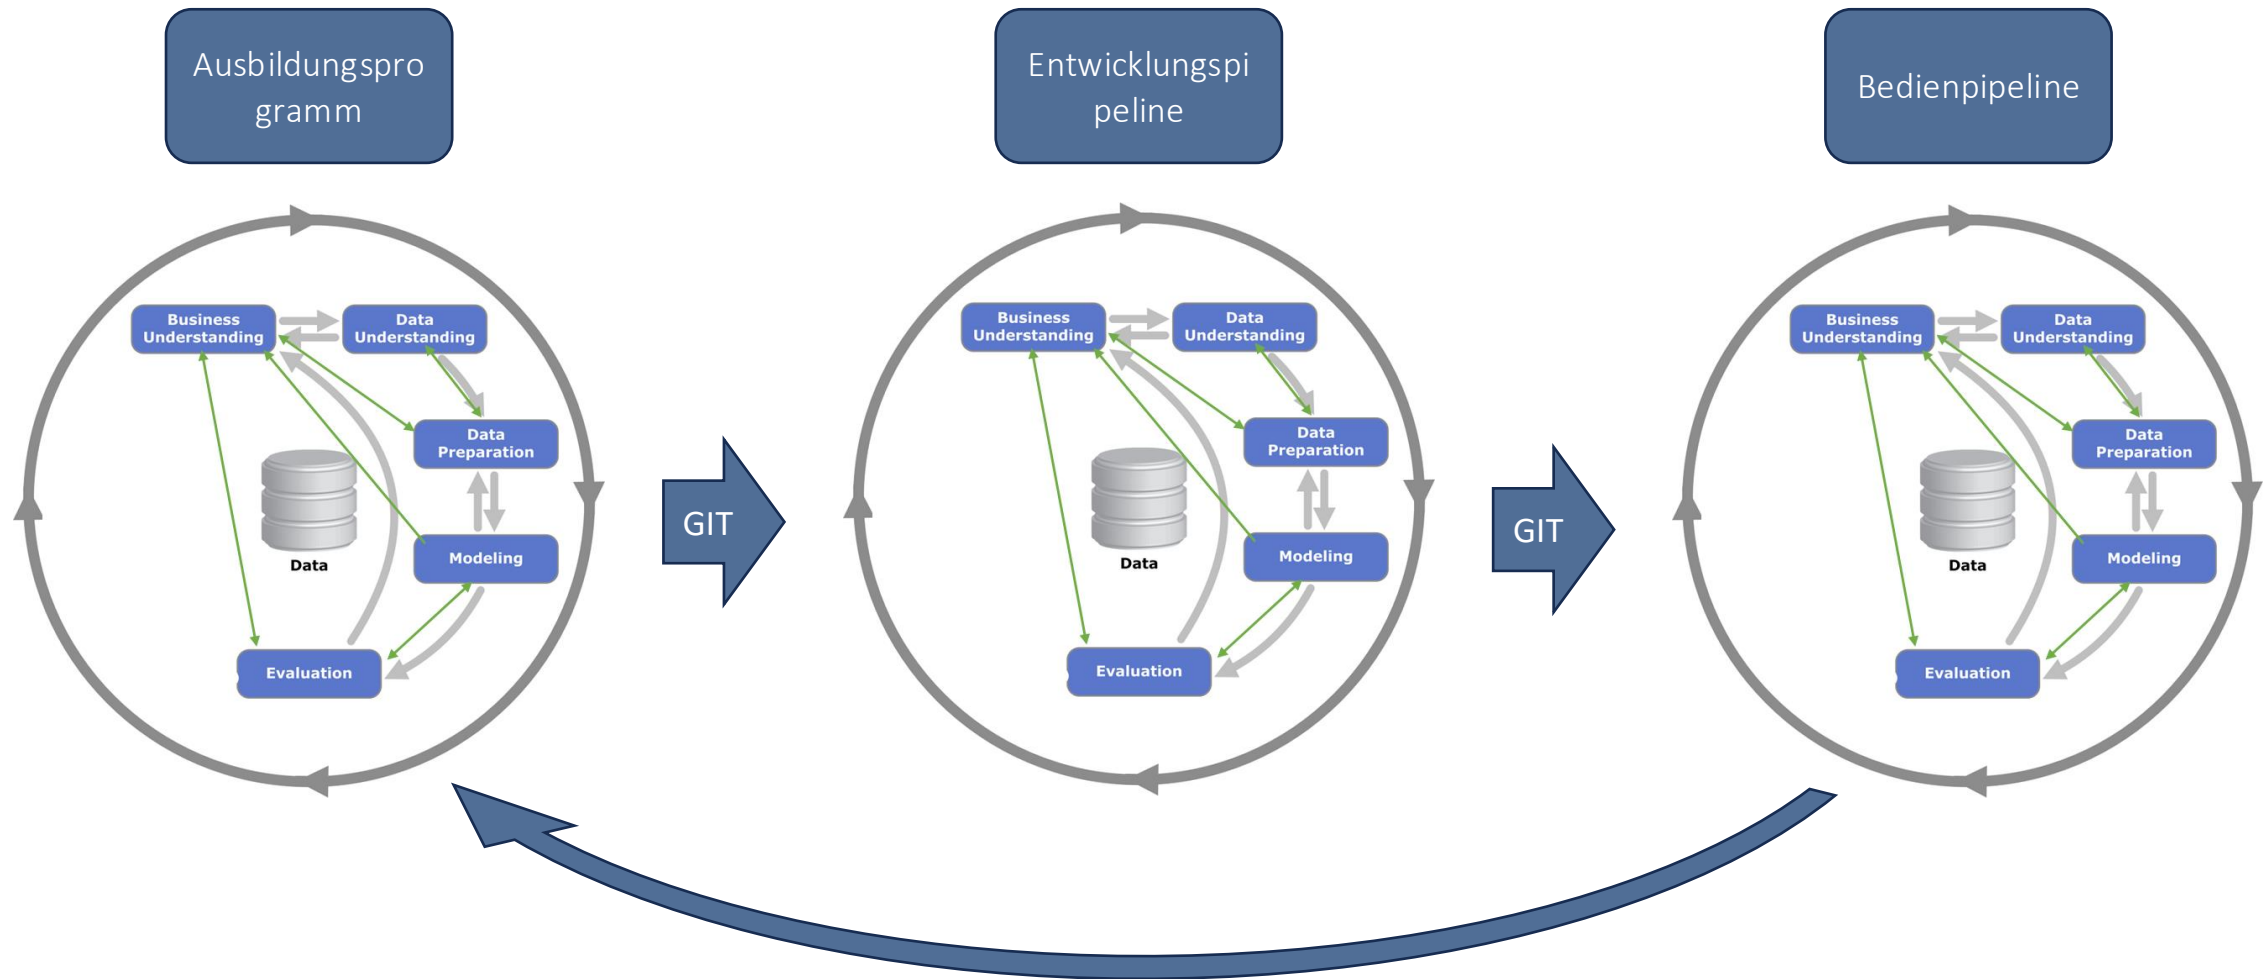 Ausbildungspro
gramm
Entwicklungspi
peline
Bedienpipeline
Business
Understanding
Data
Understanding
Data
Preparation
Modeling
Evaluation
Data
GIT
Business
Understanding
Data
Understanding
Data
Preparation
Modeling
Evaluation
Data
GIT
Business
Understanding
Data
Understanding
Data
Preparation
Modeling
Evaluation
Data